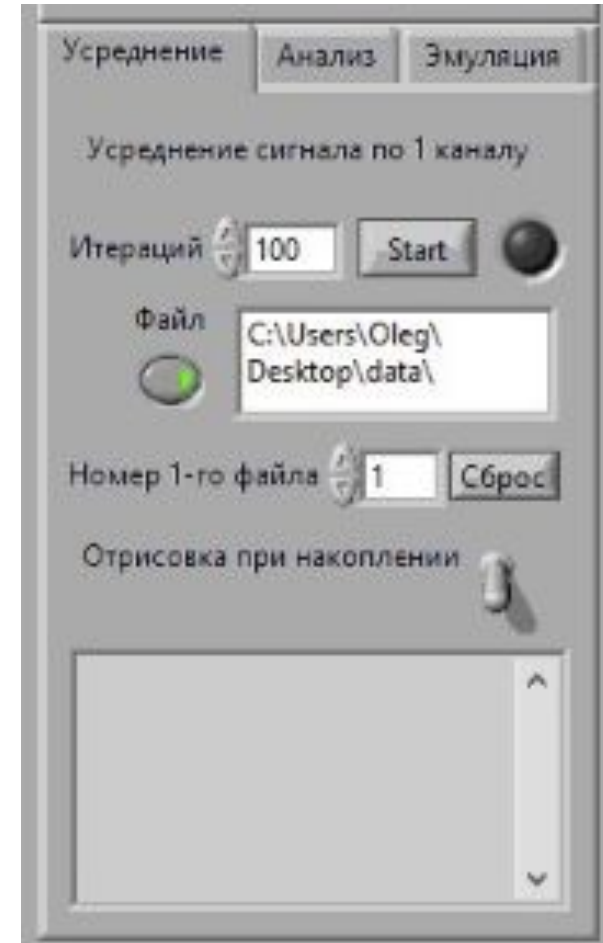 Усреднение Анализ Эмуляция
Усреднение сигнала по 1 каналу
Итераций 100 Start
Файл
C:\Users\Oleg\
Desktop\data\
Номер 1-го файла 1 Сброс
Отрисовка при накоплении